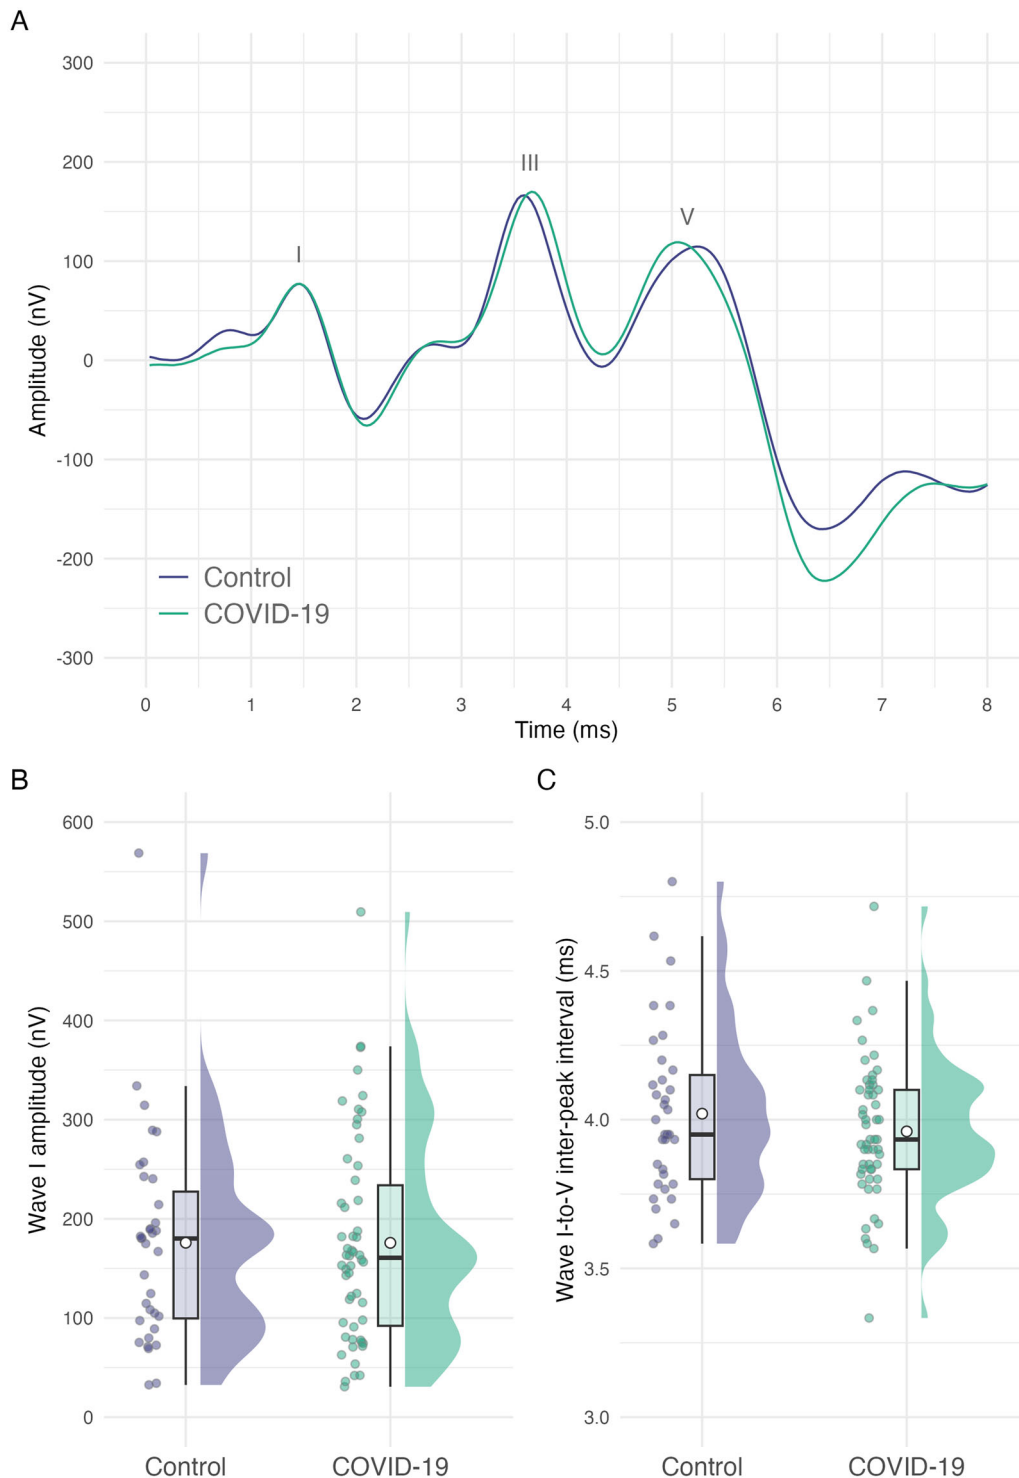 A
300
200
100
0
-100
-200
-300
Amplitude (nV)
I
III
V
Control
COVID-19
0 1 2 3 4 5 6 7 8
Time (ms)
B
600
500
400
300
200
100
0
Wave I amplitude (nV)
Control COVID-19
C
5.0
4.5
4.0
3.5
3.0
Wave I-to-V inter-peak interval (ms)
Control COVID-19